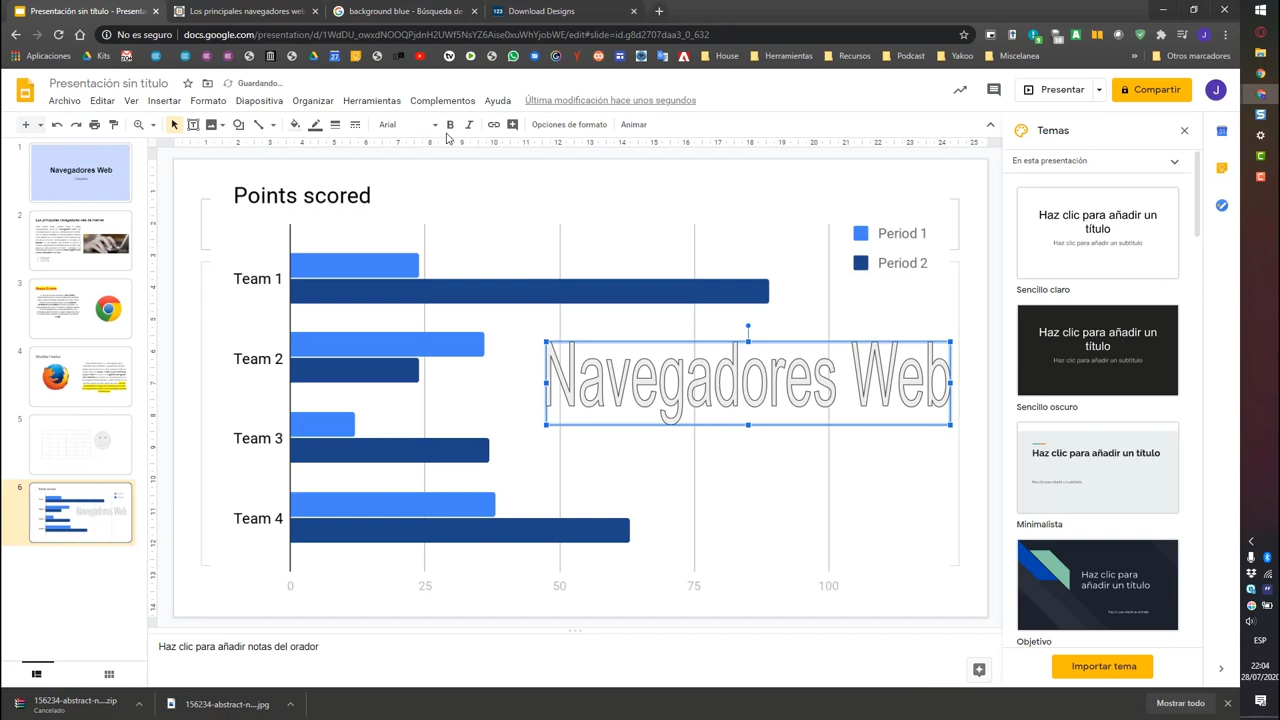 Presentación sin título - Presenta
Los principales navegadores web
background blue - Búsqueda de
Download Designs
No es seguro
docs.google.com/presentation/d/1WdDU_owxdNOOQPJdnH2UWf5NsYZ6Aise0xuWhYjobWE/edit#slide=id.g8d2707daa3_0_632
Aplicaciones
Kits
House
Herramientas
Recursos
Podcast
Yakoo
Miscelanea
Otros marcadores
Presentación sin título
Guardando...
Presentar
Compartir
J
Archivo Editar Ver Insertar Formato Diapositiva Organizar Herramientas Complementos Ayuda
Última modificación hace unos segundos
Arial
B
I
Opciones de formato
Animar
Temas
En esta presentación
1
Navegadores Web
2
3
4
5
6
Points scored
Period 1
Period 2
Team 1
Team 2
Team 3
Team 4
0 25 50 75 100
Navegadores Web
Haz clic para añadir un título
Haz clic para añadir un subtítulo
Sencillo claro
Haz clic para añadir un título
Haz clic para añadir un subtítulo
Sencillo oscuro
Haz clic para añadir un título
Minimalista
Haz clic para añadir un título
Objetivo
Importar tema
Haz clic para añadir notas del orador
156234-abstract-n....zip
Cancelado
156234-abstract-n....jpg
Mostrar todo
ESP
22:04
28/07/2020